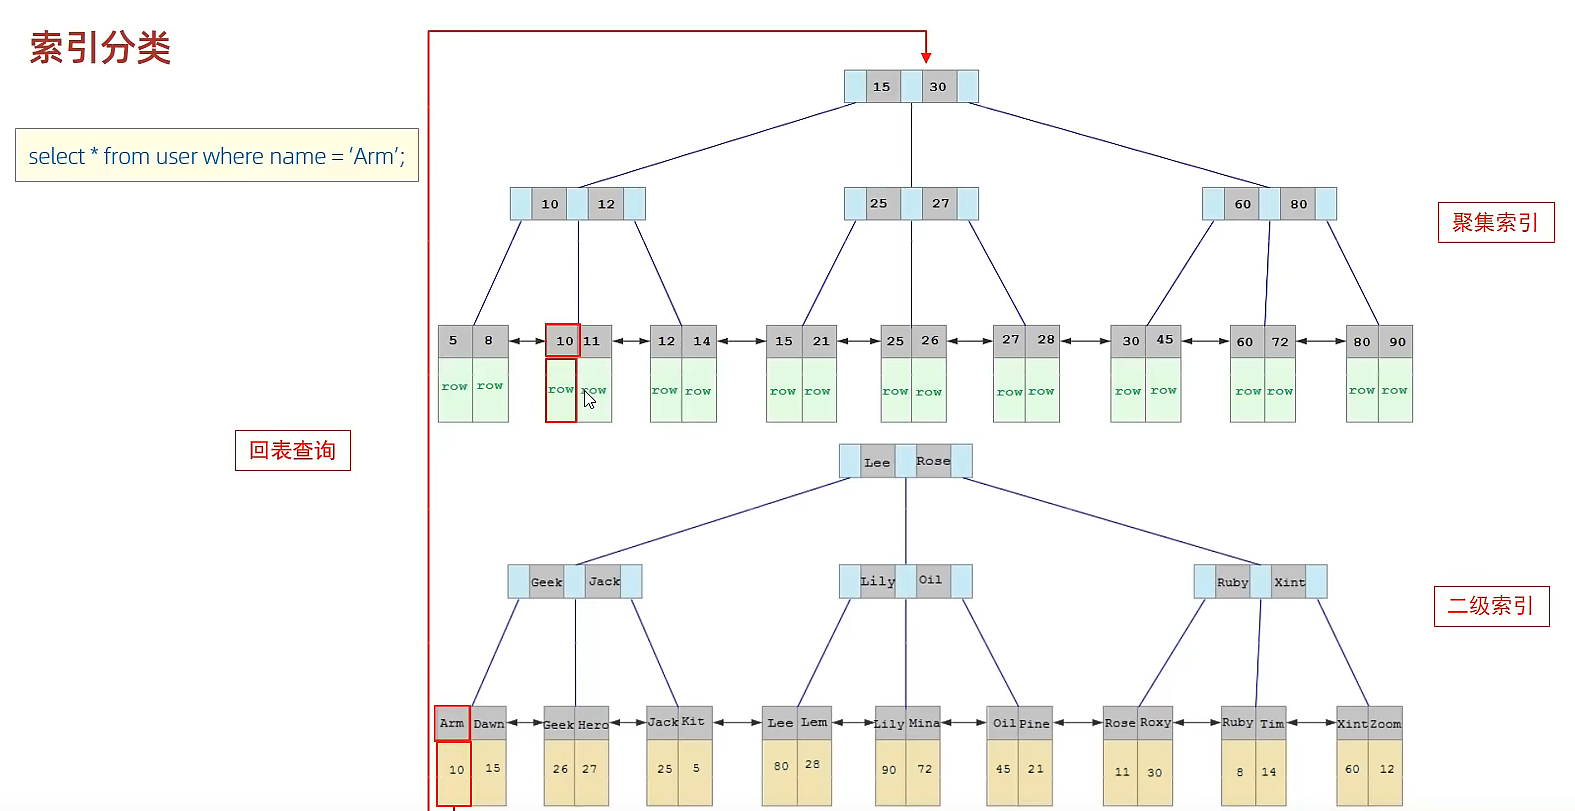 索引分类
select * from user where name = ‘Arm’;
15 30
10 12 25 27 60 80
聚集索引
5 8 10 11 12 14 15 21 25 26 27 28 30 45 60 72 80 90
row row row row row row row row row row row row row row row row row row
回表查询
Lee Rose
Geek Jack Lily Oil Ruby Xint
二级索引
Arm Dawn Geek Hero Jack Kit Lee Lem Lily Mina Oil Pine Rose Roxy Ruby Tim Xint Zoom
10 15 26 27 25 5 80 28 90 72 45 21 11 30 8 14 60 12